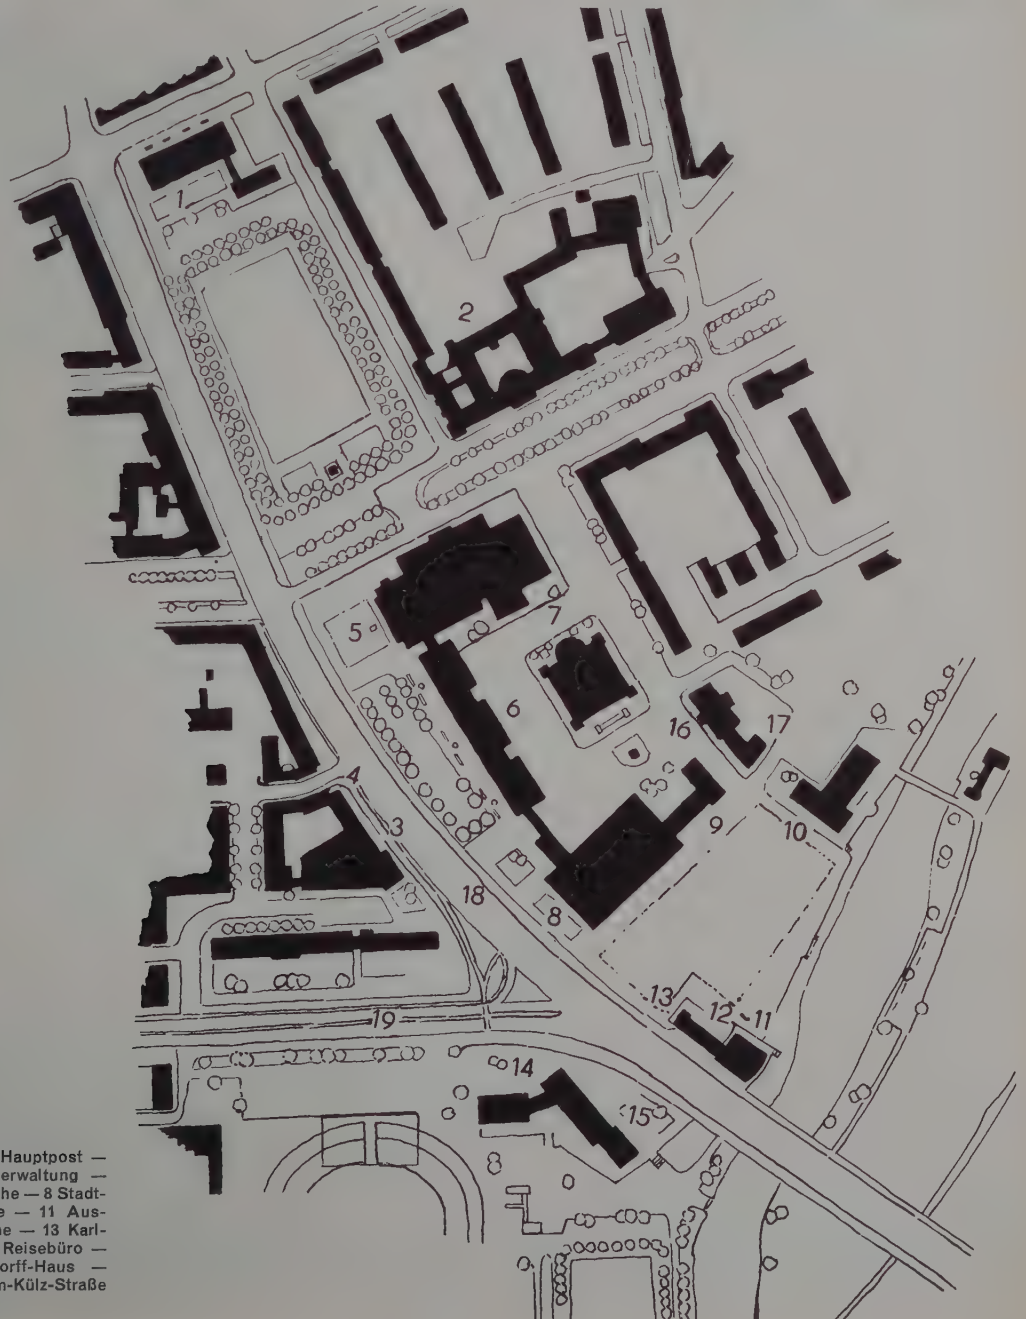 1
2
5
7
6
16
17
4
3
9
10
18
8
13
12
11
19
14
15
Hauptpost —
erwaltung —
he — 8 Stadt-
e — 11 Aus-
he — 13 Karl-
Reisebüro —
orff-Haus —
n-Külz-Straße